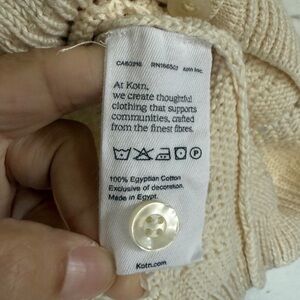 CA60216 RN166507 Kotn Inc.
At Kotn,
we create thoughtful
clothing that supports
communities, crafted
from the finest fibres.
100% Egyptian Cotton
Exclusive of decoration.
Made in Egypt.
Kotn.com